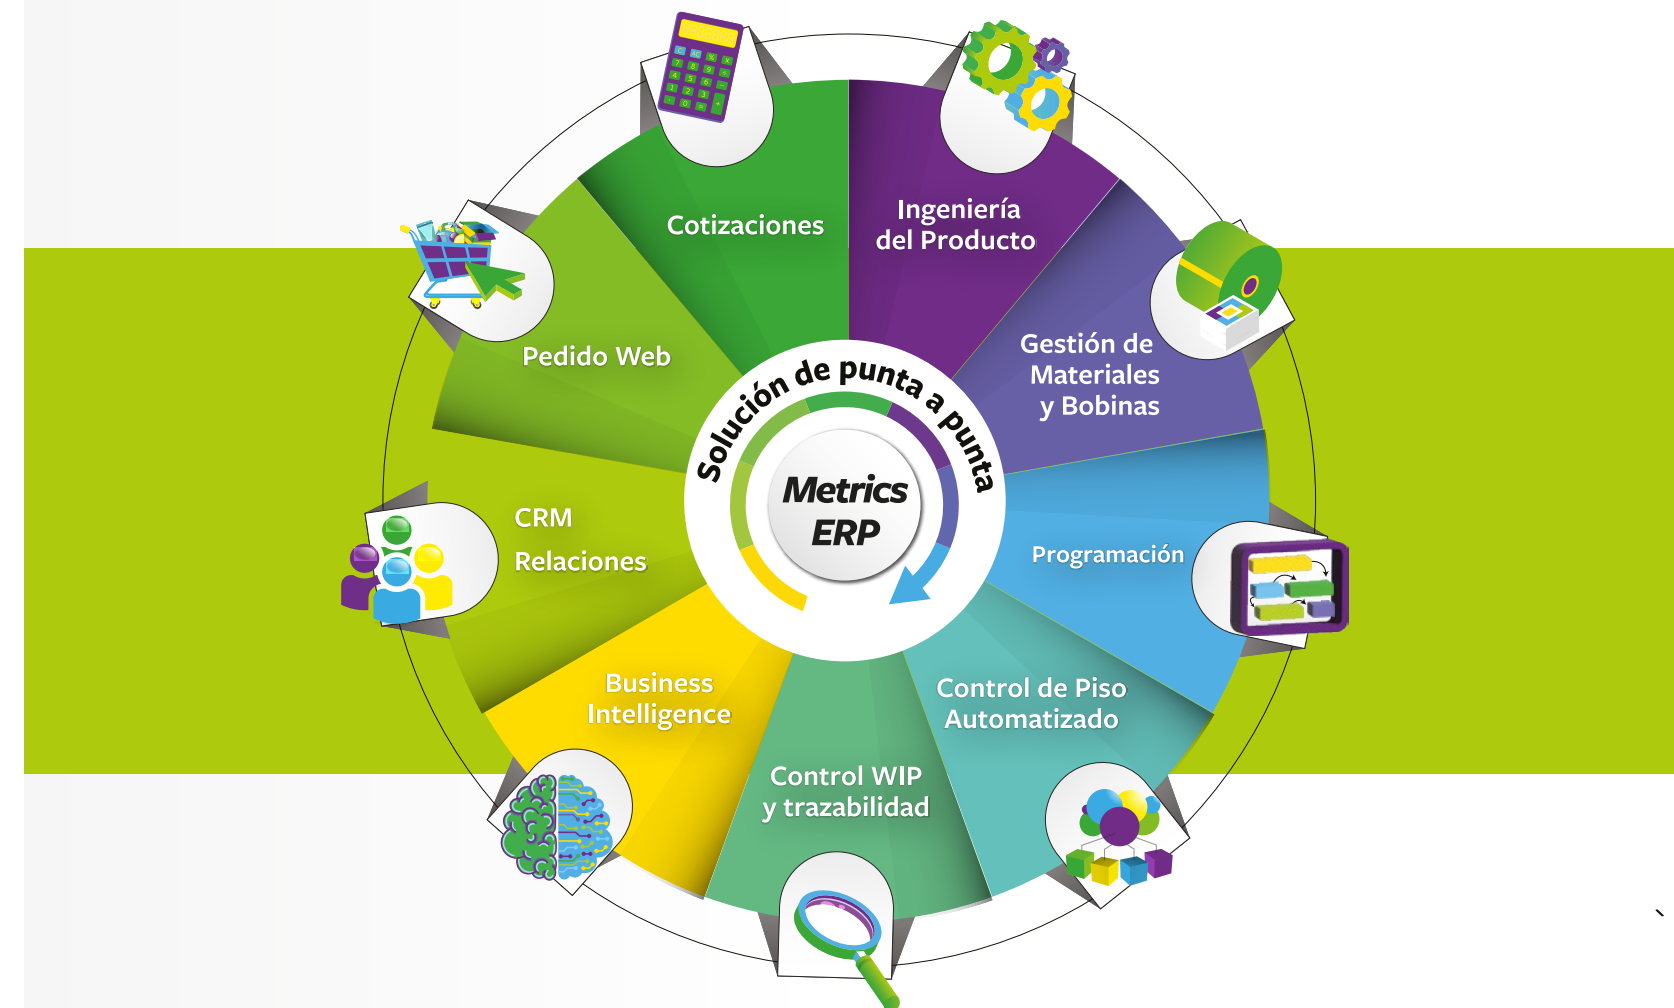 Cotizaciones
Ingeniería
del Producto
Gestión de
Materiales
y Bobinas
Programación
Control de Piso
Automatizado
Control WIP
y trazabilidad
Business
Intelligence
CRM
Relaciones
Pedido Web
Solución de punta a punta
Metrics
ERP